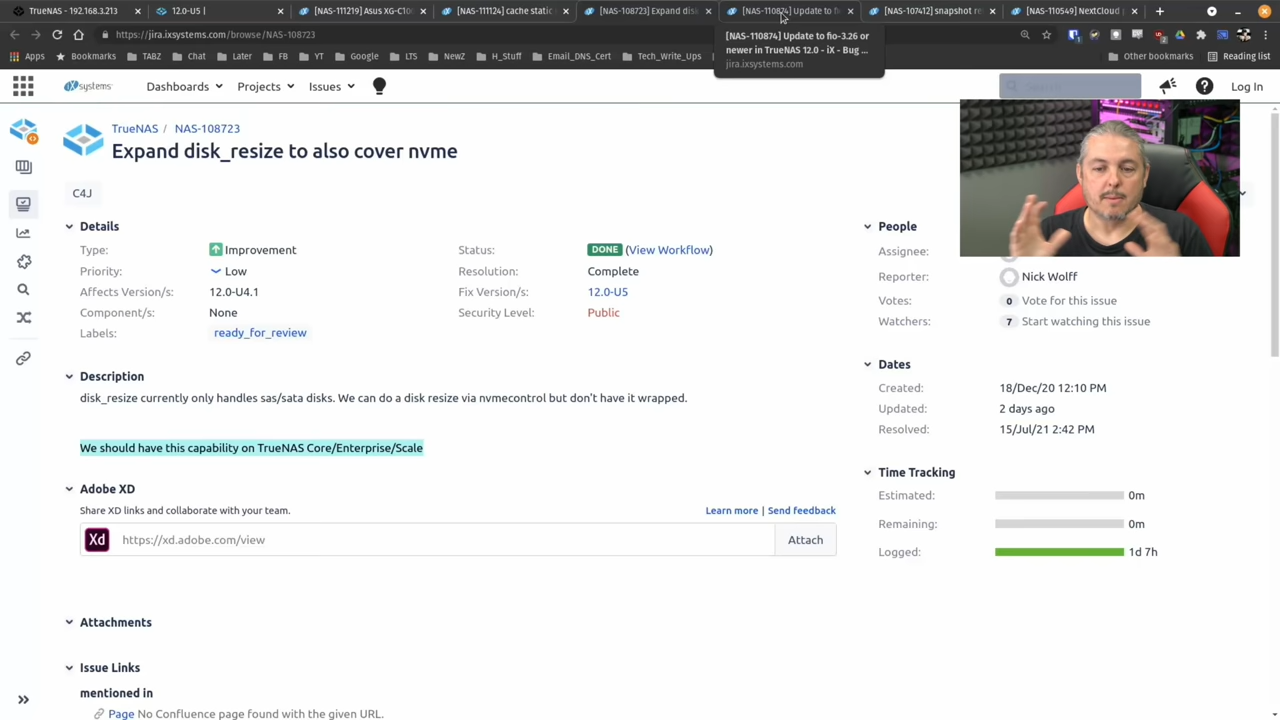 TrueNAS - 192.168.3.213
12.0-U5 |
[NAS-111219] Asus XG-C10
[NAS-111124] cache static
[NAS-108723] Expand disk
[NAS-110874] Update to fi
[NAS-107412] snapshot re
[NAS-110549] NextCloud
https://jira.ixsystems.com/browse/NAS-108723
[NAS-110874] Update to fio-3.26 or
newer in TrueNAS 12.0 - iX - Bug ...
jira.ixsystems.com
Apps
Bookmarks
TABZ
Chat
Later
FB
YT
Google
LTS
NewZ
H_Stuff
Email_DNS_Cert
Tech_Write_Ups
Other bookmarks
Reading list
iXsystems
Dashboards
Projects
Issues
Log In
TrueNAS / NAS-108723
Expand disk_resize to also cover nvme
C4J
Details
Type: Improvement
Priority: Low
Affects Version/s: 12.0-U4.1
Component/s: None
Labels: ready_for_review
Status: DONE (View Workflow)
Resolution: Complete
Fix Version/s: 12.0-U5
Security Level: Public
Description
disk_resize currently only handles sas/sata disks. We can do a disk resize via nvmecontrol but don't have it wrapped.
We should have this capability on TrueNAS Core/Enterprise/Scale
Adobe XD
Share XD links and collaborate with your team.
Learn more | Send feedback
Xd https://xd.adobe.com/view Attach
Attachments
Issue Links
mentioned in
Page No Confluence page found with the given URL.
People
Assignee:
Reporter: Nick Wolff
Votes: 0 Vote for this issue
Watchers: 7 Start watching this issue
Dates
Created: 18/Dec/20 12:10 PM
Updated: 2 days ago
Resolved: 15/Jul/21 2:42 PM
Time Tracking
Estimated: 0m
Remaining: 0m
Logged: 1d 7h